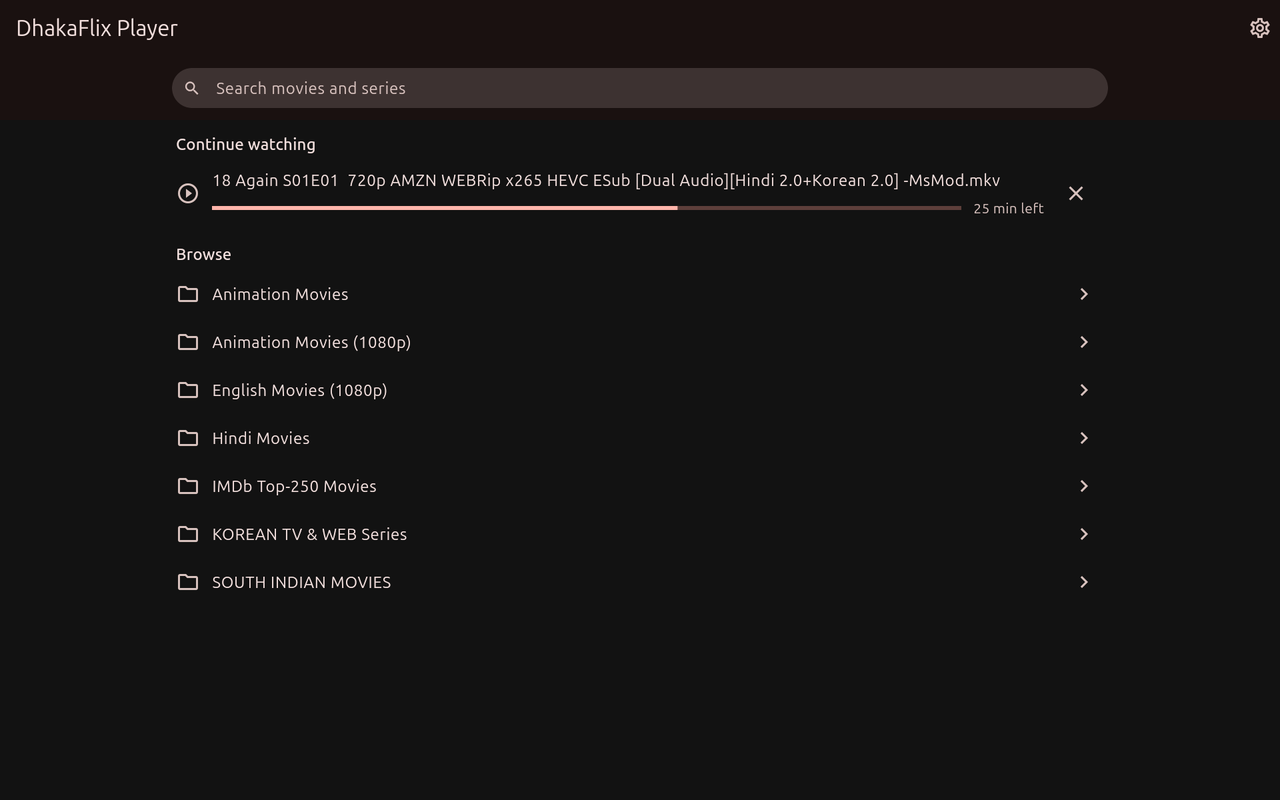 DhakaFlix Player
Search movies and series
Continue watching
18 Again S01E01  720p AMZN WEBRip x265 HEVC ESub [Dual Audio][Hindi 2.0+Korean 2.0] -MsMod.mkv
25 min left
Browse
Animation Movies
Animation Movies (1080p)
English Movies (1080p)
Hindi Movies
IMDb Top-250 Movies
KOREAN TV & WEB Series
SOUTH INDIAN MOVIES